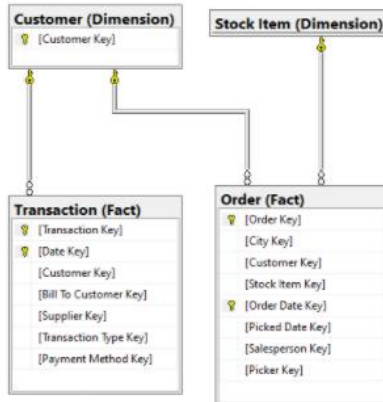 Customer (Dimension)
[Customer Key]
Stock Item (Dimension)
Transaction (Fact)
[Transaction Key]
[Date Key]
[Customer Key]
[Bill To Customer Key]
[Supplier Key]
[Transaction Type Key]
[Payment Method Key]
Order (Fact)
[Order Key]
[City Key]
[Customer Key]
[Stock Item Key]
[Order Date Key]
[Picked Date Key]
[Salesperson Key]
[Picker Key]